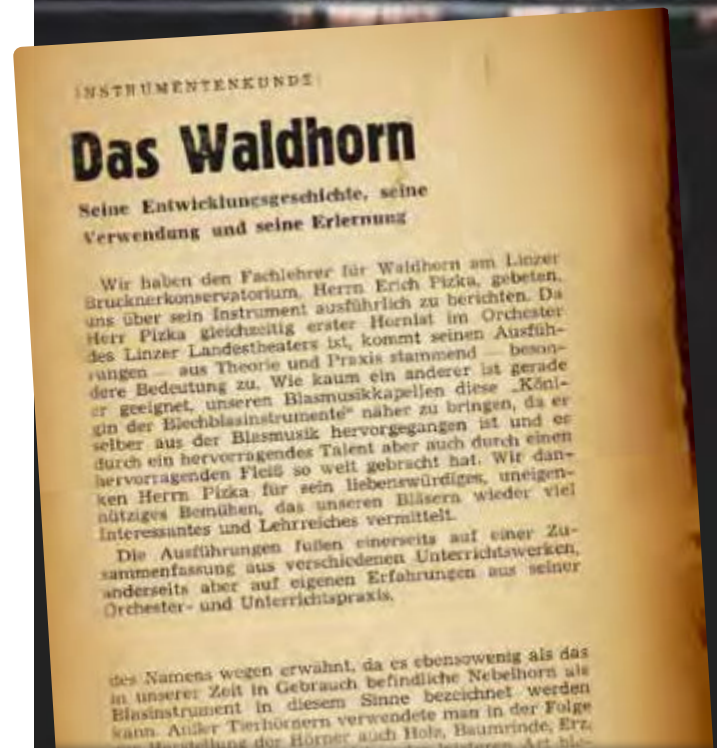 INSTRUMENTENKUNDE:
Das Waldhorn
Seine Entwicklungsgeschichte, seine
Verwendung und seine Erlernung
Wir haben den Fachlehrer für Waldhorn am Linzer
Brucknerkonservatorium, Herrn Erich Pizka, gebeten,
uns über sein Instrument ausführlich zu berichten. Da
Herr Pizka gleichzeitig erster Hornist im Orchester
des Linzer Landestheaters ist, kommt seinen Ausfüh-
rungen — aus Theorie und Praxis stammend — beson-
dere Bedeutung zu. Wie kaum ein anderer ist gerade
er geeignet, unseren Blasmusikkapellen diese „Köni-
gin der Blechblasinstrumente" näher zu bringen, da er
selber aus der Blasmusik hervorgegangen ist und es
durch ein hervorragendes Talent aber auch durch einen
hervorragenden Fleiß so weit gebracht hat. Wir dan-
ken Herrn Pizka für sein liebenswürdiges, uneigen-
nütziges Bemühen, das unseren Bläsern wieder viel
Interessantes und Lehrreiches vermittelt.
Die Ausführungen fußen einerseits auf einer Zu-
sammenfassung aus verschiedenen Unterrichtswerken,
anderseits aber auf eigenen Erfahrungen aus seiner
Orchester- und Unterrichtspraxis.
des Namens wegen erwähnt, da es ebensowenig als das
in unserer Zeit in Gebrauch befindliche Nebelhorn als
Blasinstrument in diesem Sinne bezeichnet werden
kann. Außer Tierhörnern verwendete man in der Folge
zur Herstellung der Hörner auch Holz, Baumrinde, Erz,